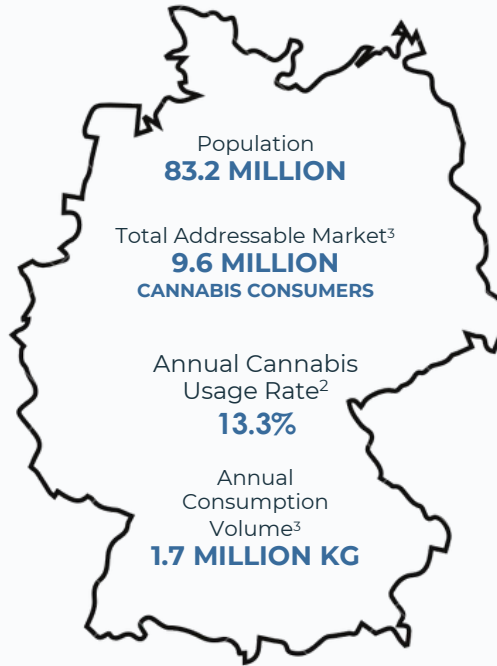 Population
83.2 MILLION
Total Addressable Market³
9.6 MILLION
CANNABIS CONSUMERS
Annual Cannabis
Usage Rate²
13.3%
Annual
Consumption
Volume³
1.7 MILLION KG